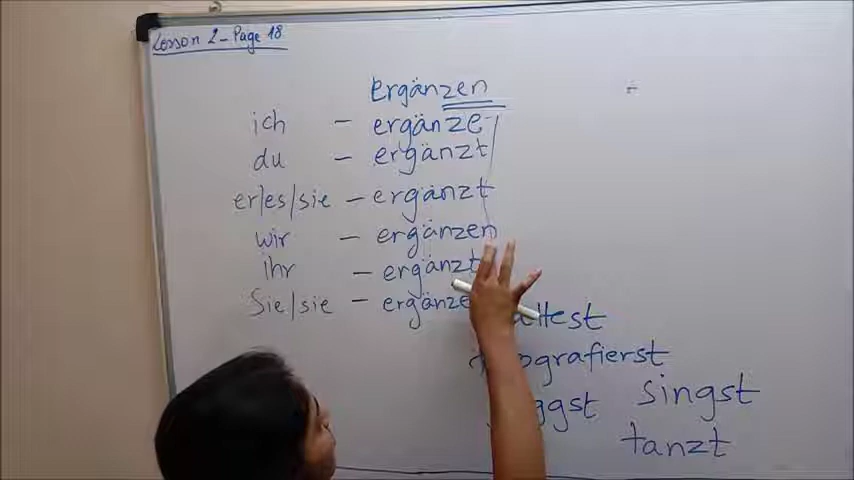 Lesson 2 - Page 18
ergänzen
ich - ergänze
du - ergänzt
er/es/sie - ergänzt
wir - ergänzen
ihr - ergänzt
Sie/sie -
singst
tanzt